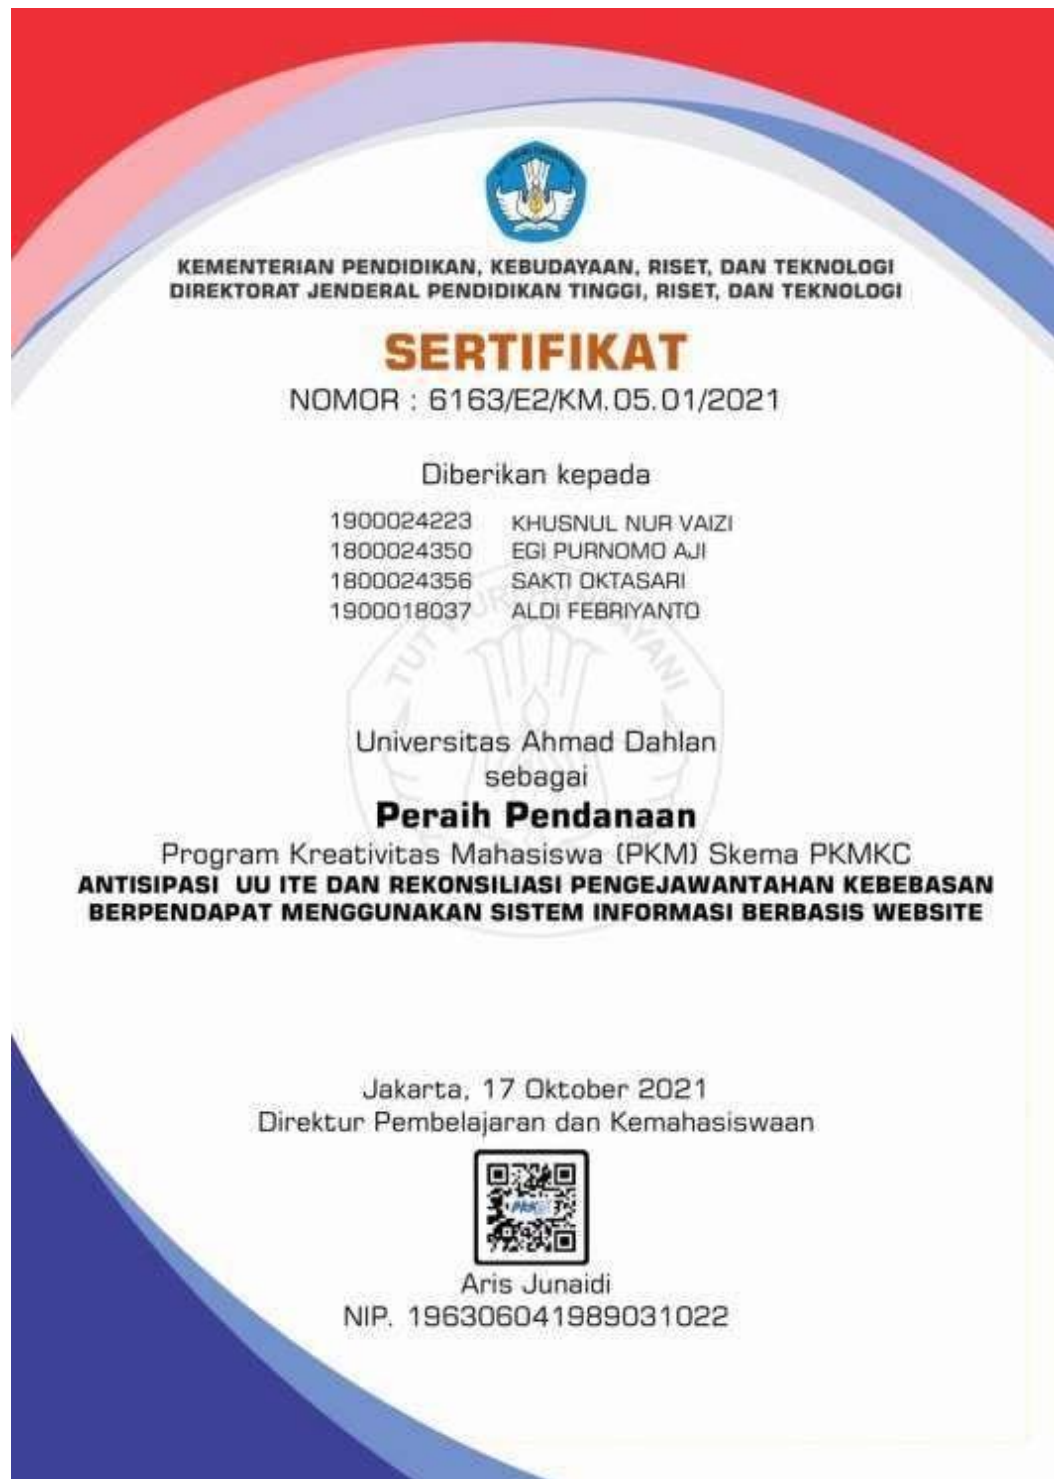 KEMENTERIAN PENDIDIKAN, KEBUDAYAAN, RISET, DAN TEKNOLOGI
DIREKTORAT JENDERAL PENDIDIKAN TINGGI, RISET, DAN TEKNOLOGI
SERTIFIKAT
NOMOR : 6163/E2/KM.05.01/2021
Diberikan kepada
1900024223 KHUSNUL NUR VAIZI
1800024350 EGI PURNOMO AJI
1800024356 SAKTI OKTASARI
1900018037 ALDI FEBRIYANTO
TUT WURI HANDAYANI
Universitas Ahmad Dahlan
sebagai
Peraih Pendanaan
Program Kreativitas Mahasiswa (PKM) Skema PKMKC
ANTISIPASI UU ITE DAN REKONSILIASI PENGEJAWANTAHAN KEBEBASAN
BERPENDAPAT MENGGUNAKAN SISTEM INFORMASI BERBASIS WEBSITE
Jakarta, 17 Oktober 2021
Direktur Pembelajaran dan Kemahasiswaan
Aris Junaidi
NIP. 196306041989031022